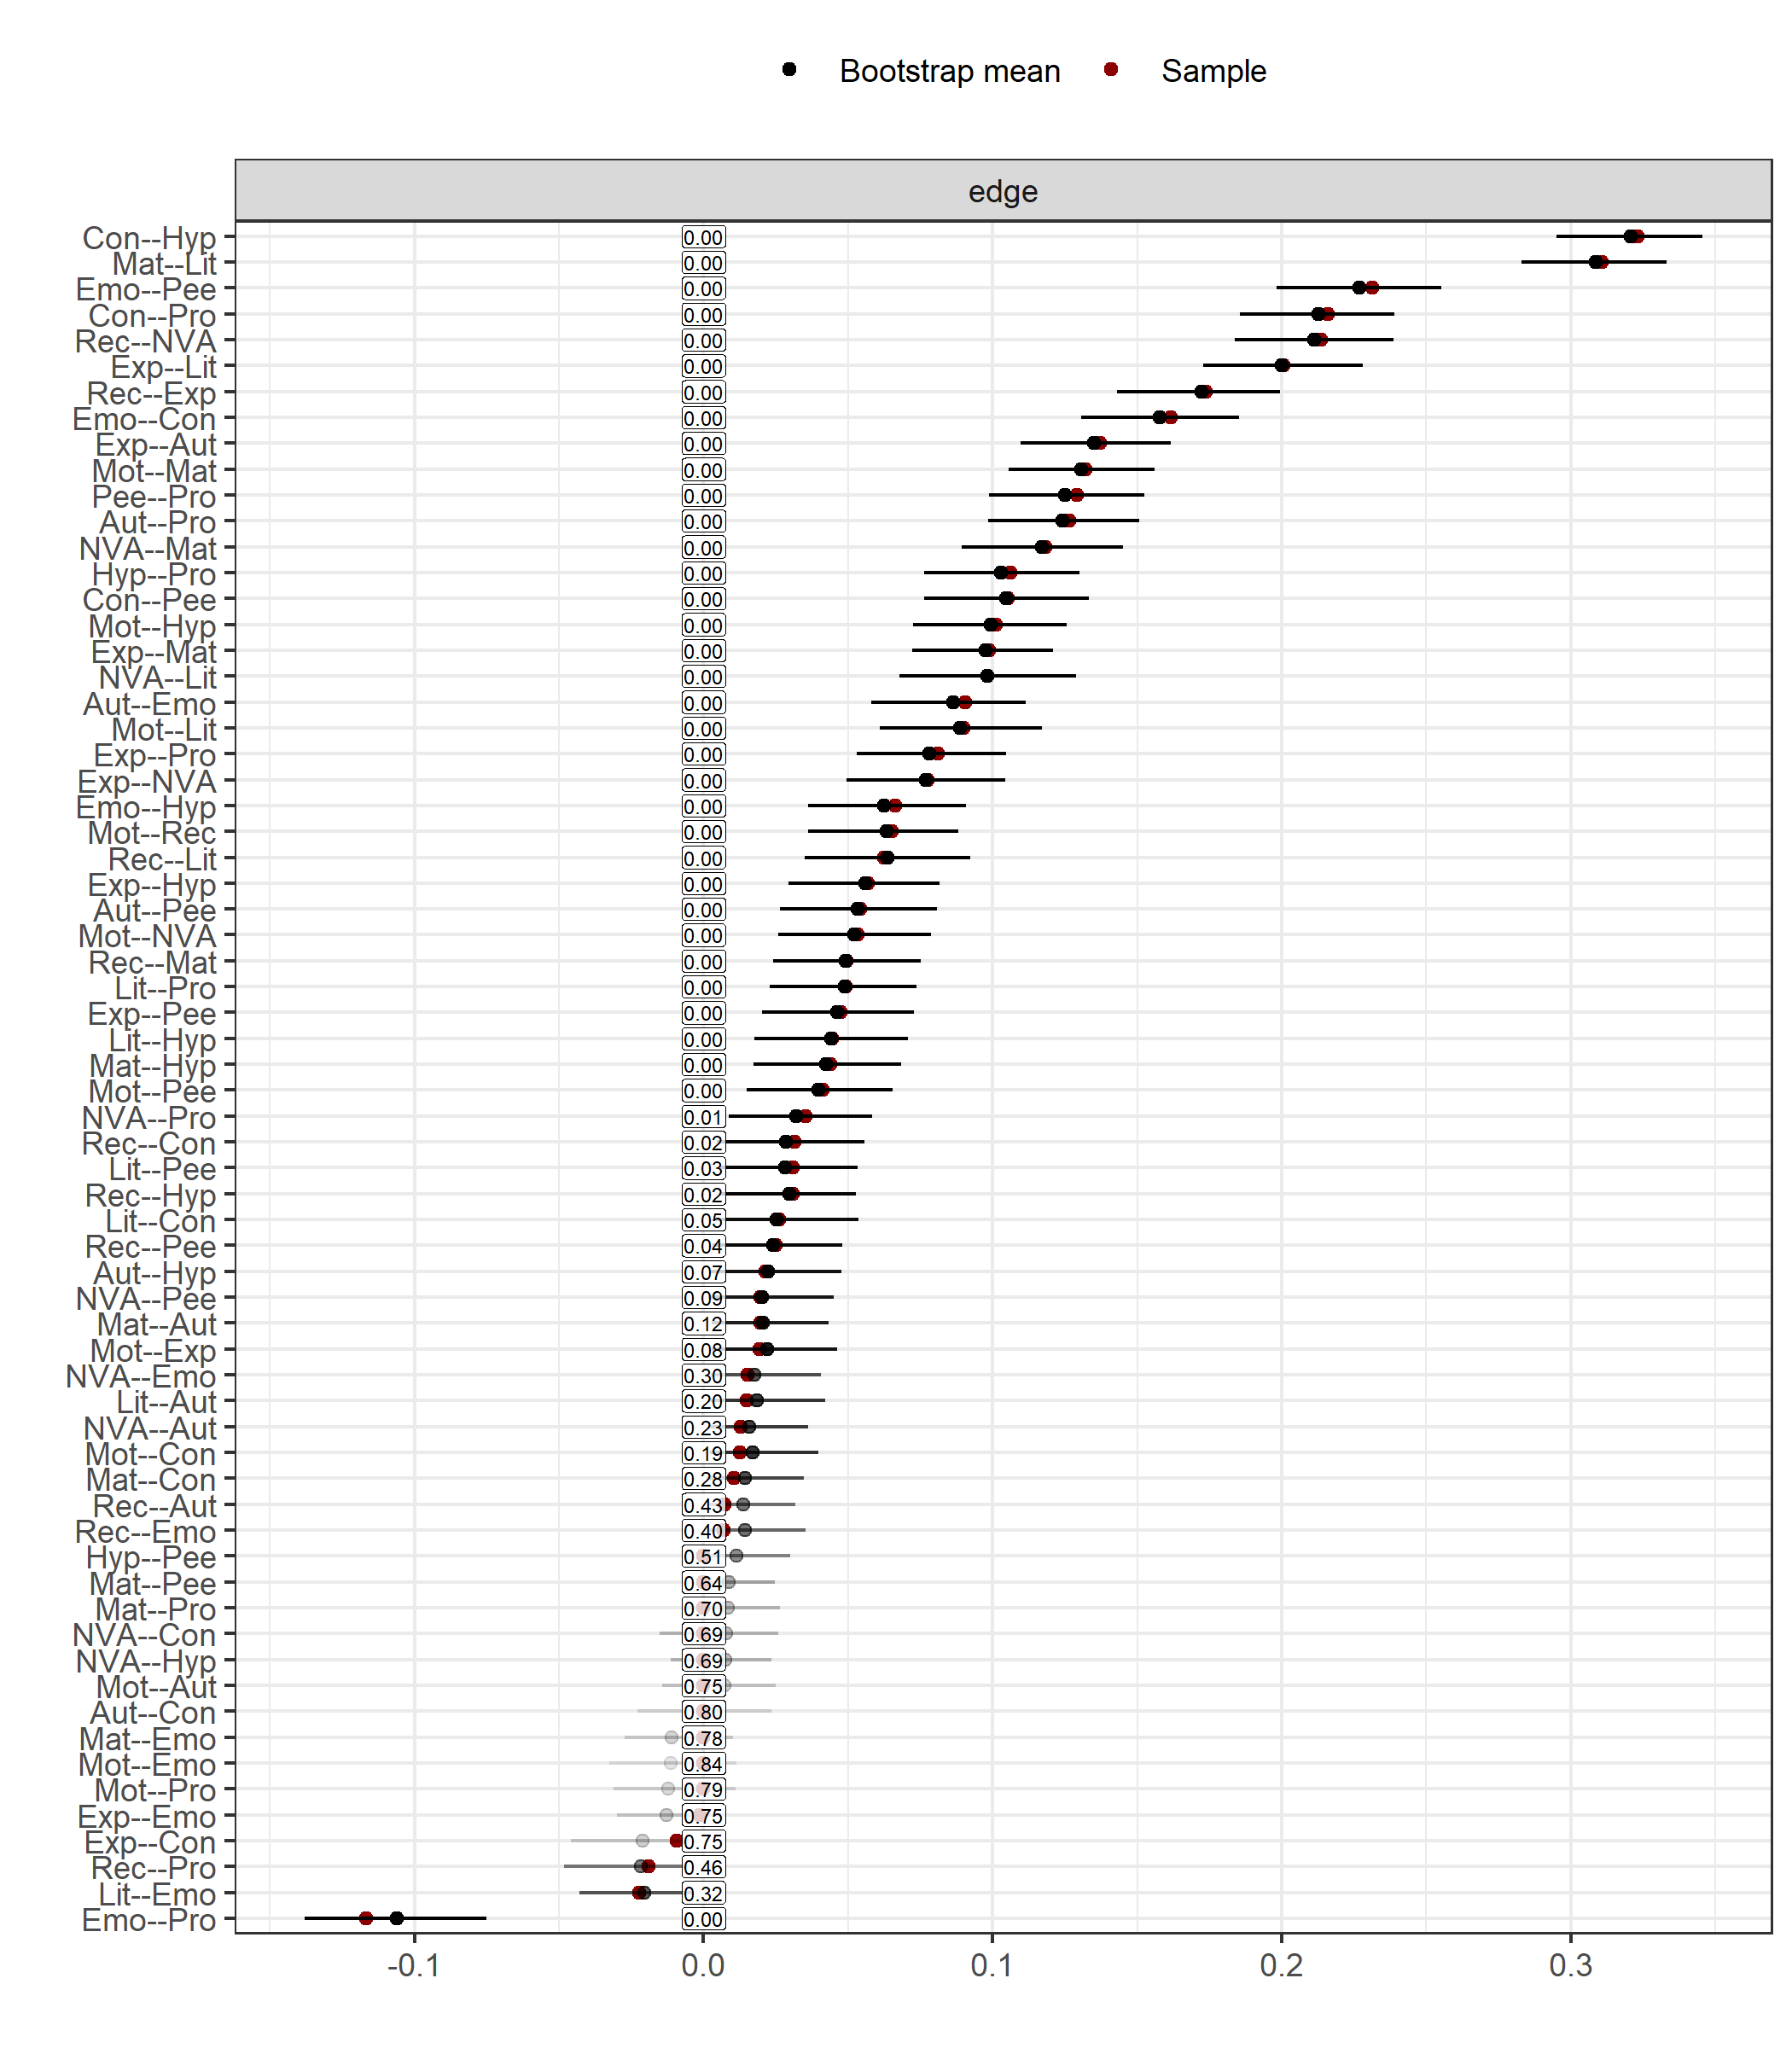 Bootstrap mean Sample
edge
Con--Hyp 0.00
Mat--Lit 0.00
Emo--Pee 0.00
Con--Pro 0.00
Rec--NVA 0.00
Exp--Lit 0.00
Rec--Exp 0.00
Emo--Con 0.00
Exp--Aut 0.00
Mot--Mat 0.00
Pee--Pro 0.00
Aut--Pro 0.00
NVA--Mat 0.00
Hyp--Pro 0.00
Con--Pee 0.00
Mot--Hyp 0.00
Exp--Mat 0.00
NVA--Lit 0.00
Aut--Emo 0.00
Mot--Lit 0.00
Exp--Pro 0.00
Exp--NVA 0.00
Emo--Hyp 0.00
Mot--Rec 0.00
Rec--Lit 0.00
Exp--Hyp 0.00
Aut--Pee 0.00
Mot--NVA 0.00
Rec--Mat 0.00
Lit--Pro 0.00
Exp--Pee 0.00
Lit--Hyp 0.00
Mat--Hyp 0.00
Mot--Pee 0.00
NVA--Pro 0.01
Rec--Con 0.02
Lit--Pee 0.03
Rec--Hyp 0.02
Lit--Con 0.05
Rec--Pee 0.04
Aut--Hyp 0.07
NVA--Pee 0.09
Mat--Aut 0.12
Mot--Exp 0.08
NVA--Emo 0.30
Lit--Aut 0.20
NVA--Aut 0.23
Mot--Con 0.19
Mat--Con 0.28
Rec--Aut 0.43
Rec--Emo 0.40
Hyp--Pee 0.51
Mat--Pee 0.64
Mat--Pro 0.70
NVA--Con 0.69
NVA--Hyp 0.69
Mot--Aut 0.75
Aut--Con 0.80
Mat--Emo 0.78
Mot--Emo 0.84
Mot--Pro 0.79
Exp--Emo 0.75
Exp--Con 0.75
Rec--Pro 0.46
Lit--Emo 0.32
Emo--Pro 0.00
-0.1 0.0 0.1 0.2 0.3